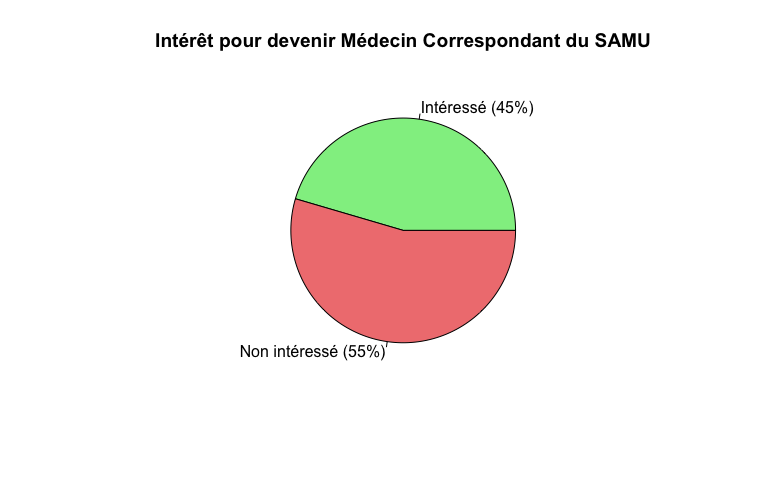 Intérêt pour devenir Médecin Correspondant du SAMU
Intéressé (45%)
Non intéressé (55%)